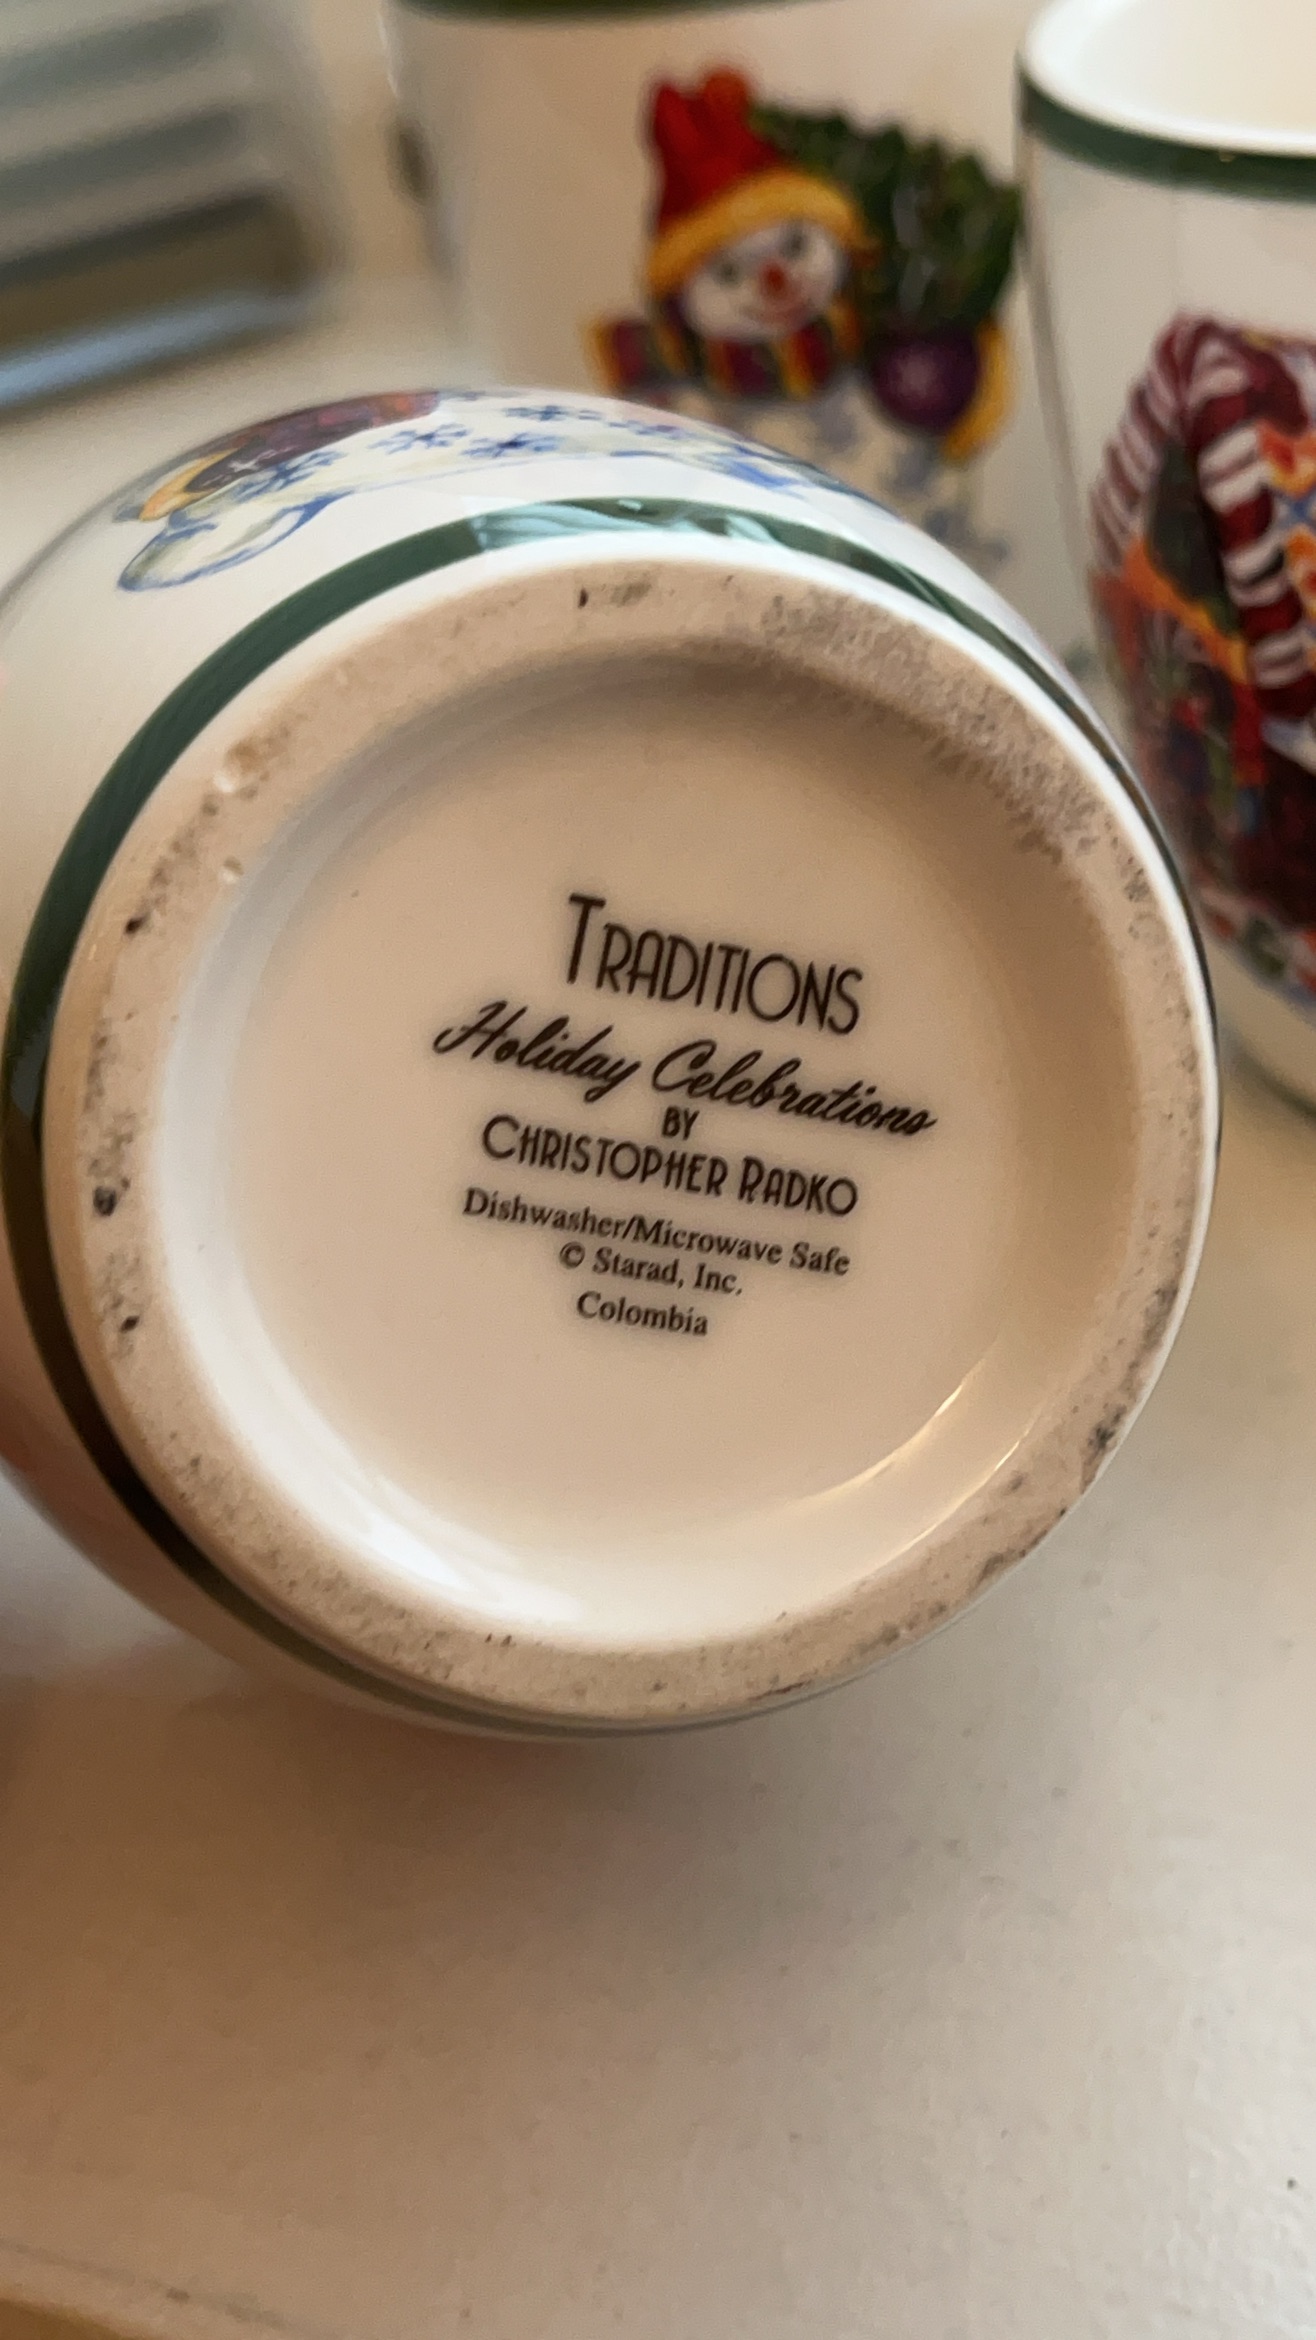 TRADITIONS
Holiday Celebrations
BY
CHRISTOPHER RADKO
Dishwasher/Microwave Safe
© Starad, Inc.
Colombia